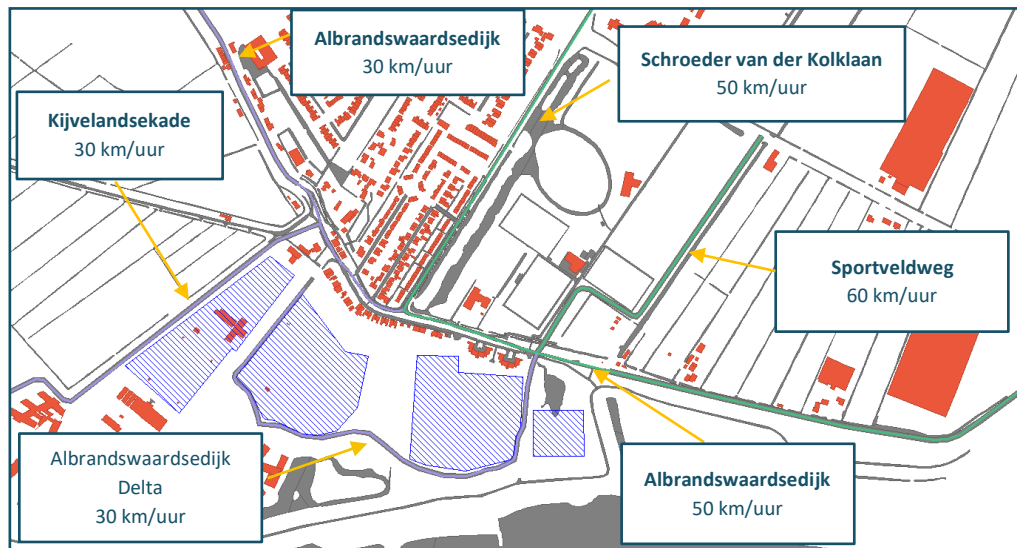 Albrandswaardsedijk
30 km/uur
Schroeder van der Kolklaan
50 km/uur
Kijvelandsekade
30 km/uur
Sportveldweg
60 km/uur
Albrandswaardsedijk
Delta
30 km/uur
Albrandswaardsedijk
50 km/uur